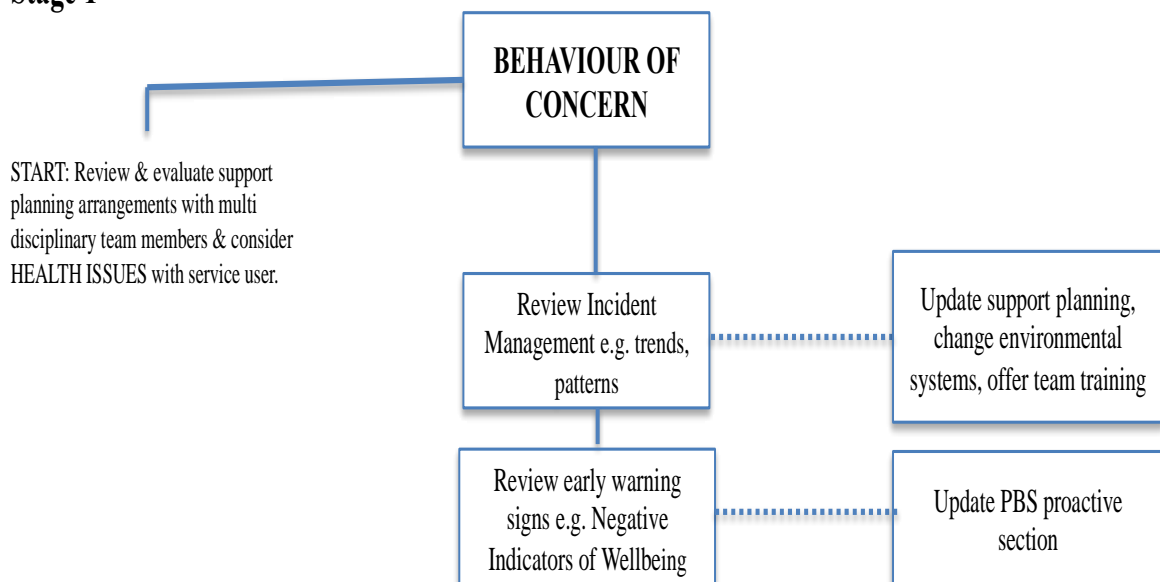 BEHAVIOUR OF
CONCERN
START: Review & evaluate support
planning arrangements with multi
disciplinary team members & consider
HEALTH ISSUES with service user.
Review Incident
Management e.g. trends,
patterns
Update support planning,
change environmental
systems, offer team training
Review early warning
signs e.g. Negative
Indicators of Wellbeing
Update PBS proactive
section